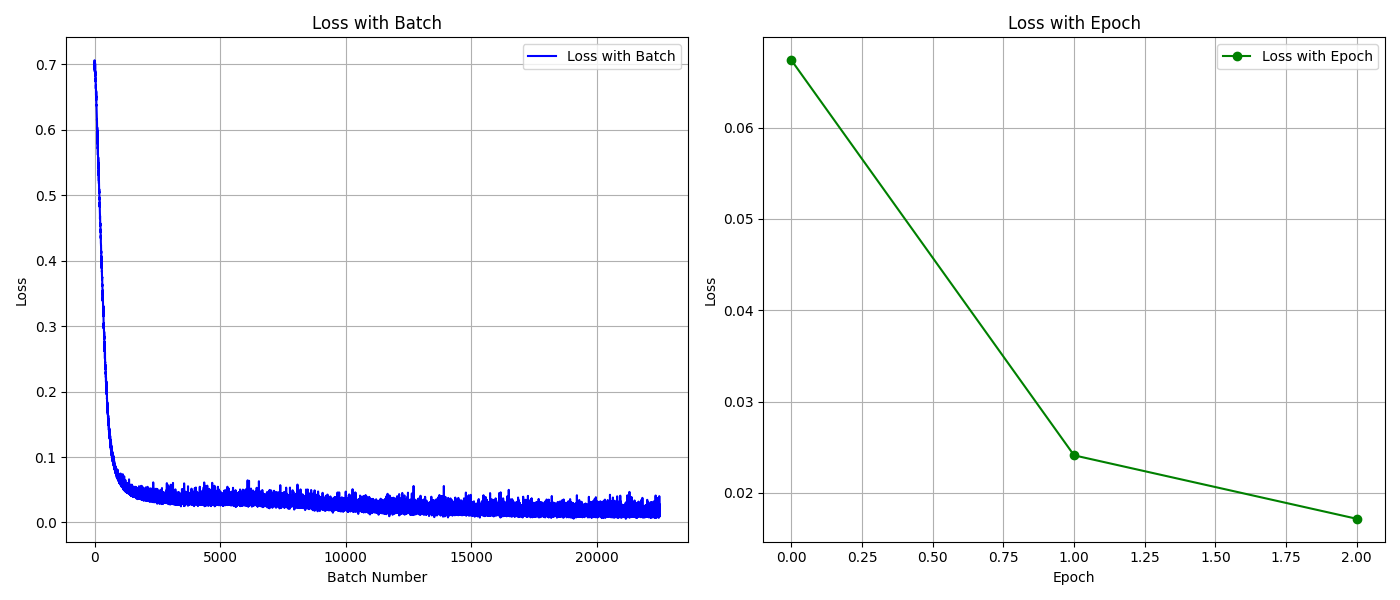 Loss with Batch
Loss with Batch
0.7
0.6
0.5
0.4
0.3
0.2
0.1
0.0
Loss
0 5000 10000 15000 20000
Batch Number
Loss with Epoch
Loss with Epoch
0.06
0.05
0.04
0.03
0.02
Loss
0.00 0.25 0.50 0.75 1.00 1.25 1.50 1.75 2.00
Epoch